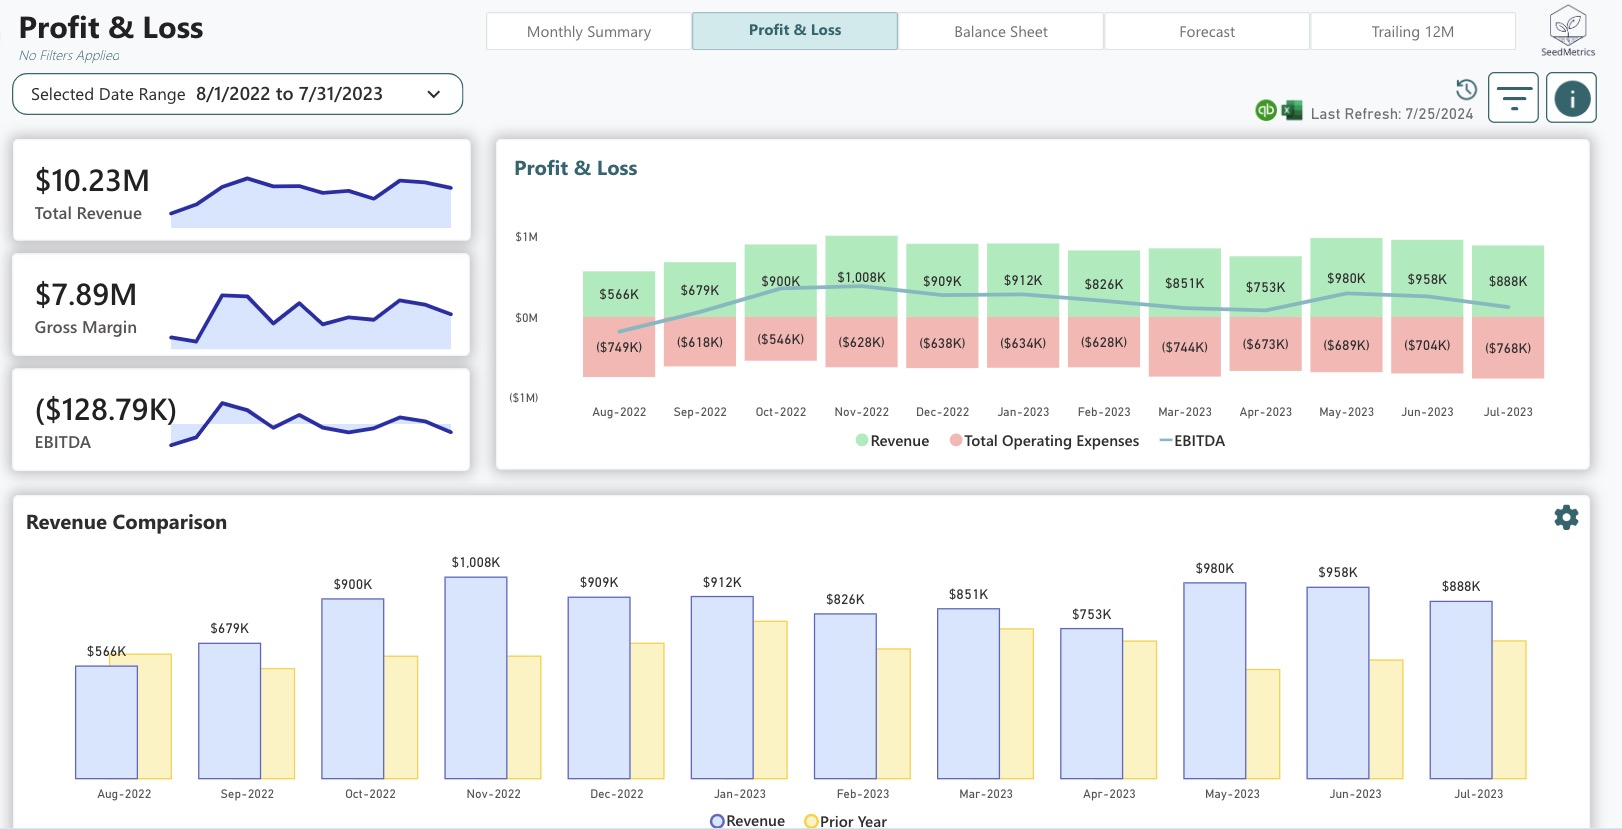 Profit & Loss
No Filters Applied
Monthly Summary
Profit & Loss
Balance Sheet
Forecast
Trailing 12M
SeedMetrics
Selected Date Range 8/1/2022 to 7/31/2023
qb
Last Refresh: 7/25/2024
i
$10.23M
Total Revenue
$7.89M
Gross Margin
($128.79K)
EBITDA
Profit & Loss
$1M
$0M
($1M)
$566K $679K $900K $1,008K $909K $912K $826K $851K $753K $980K $958K $888K
($749K) ($618K) ($546K) ($628K) ($638K) ($634K) ($628K) ($744K) ($673K) ($689K) ($704K) ($768K)
Aug-2022 Sep-2022 Oct-2022 Nov-2022 Dec-2022 Jan-2023 Feb-2023 Mar-2023 Apr-2023 May-2023 Jun-2023 Jul-2023
Revenue Total Operating Expenses EBITDA
Revenue Comparison
$566K $679K $900K $1,008K $909K $912K $826K $851K $753K $980K $958K $888K
Aug-2022 Sep-2022 Oct-2022 Nov-2022 Dec-2022 Jan-2023 Feb-2023 Mar-2023 Apr-2023 May-2023 Jun-2023 Jul-2023
Revenue Prior Year